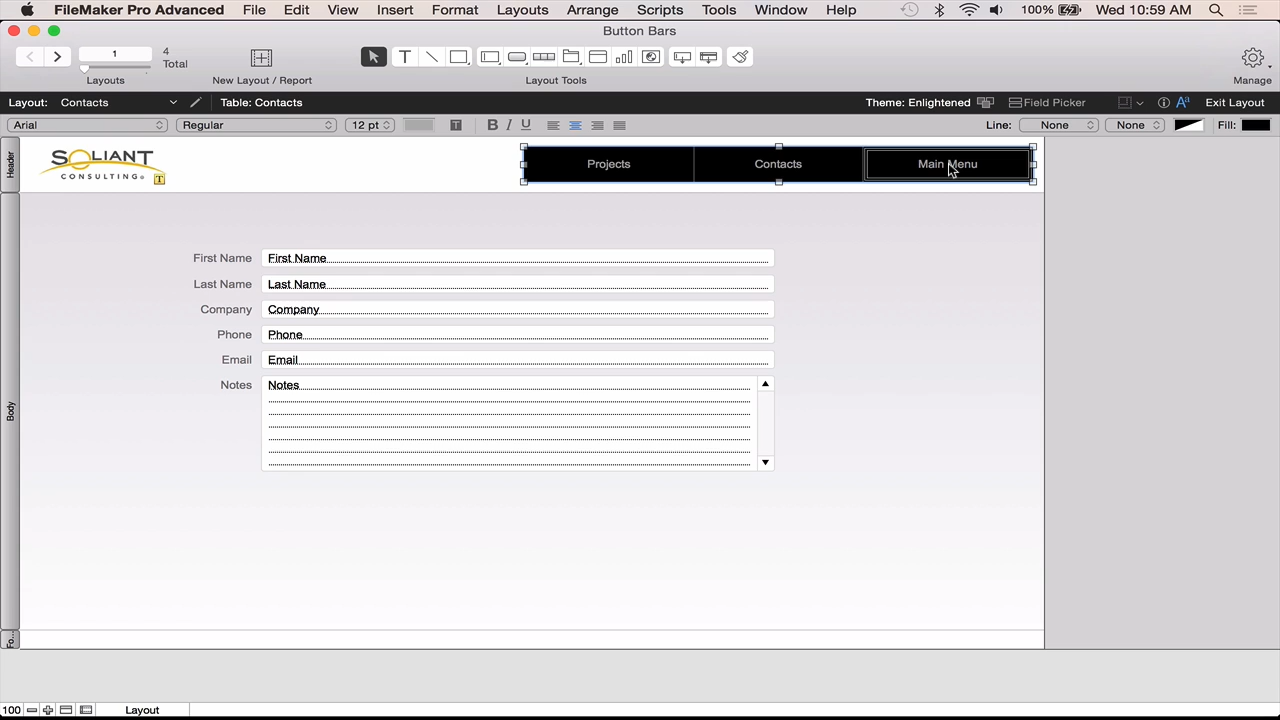 FileMaker Pro Advanced File Edit View Insert Format Layouts Arrange Scripts Tools Window Help 100% Wed 10:59 AM
Button Bars
1
4
Total
Layouts
New Layout / Report
Layout Tools
Manage
Layout: Contacts Table: Contacts Theme: Enlightened Field Picker Aa Exit Layout
Arial Regular 12 pt T B I U Line: None None Fill:
Header
SOLIANT
CONSULTING®
T
Projects Contacts Main Menu
Body
First Name First Name
Last Name Last Name
Company Company
Phone Phone
Email Email
Notes Notes
Fo...
100 Layout